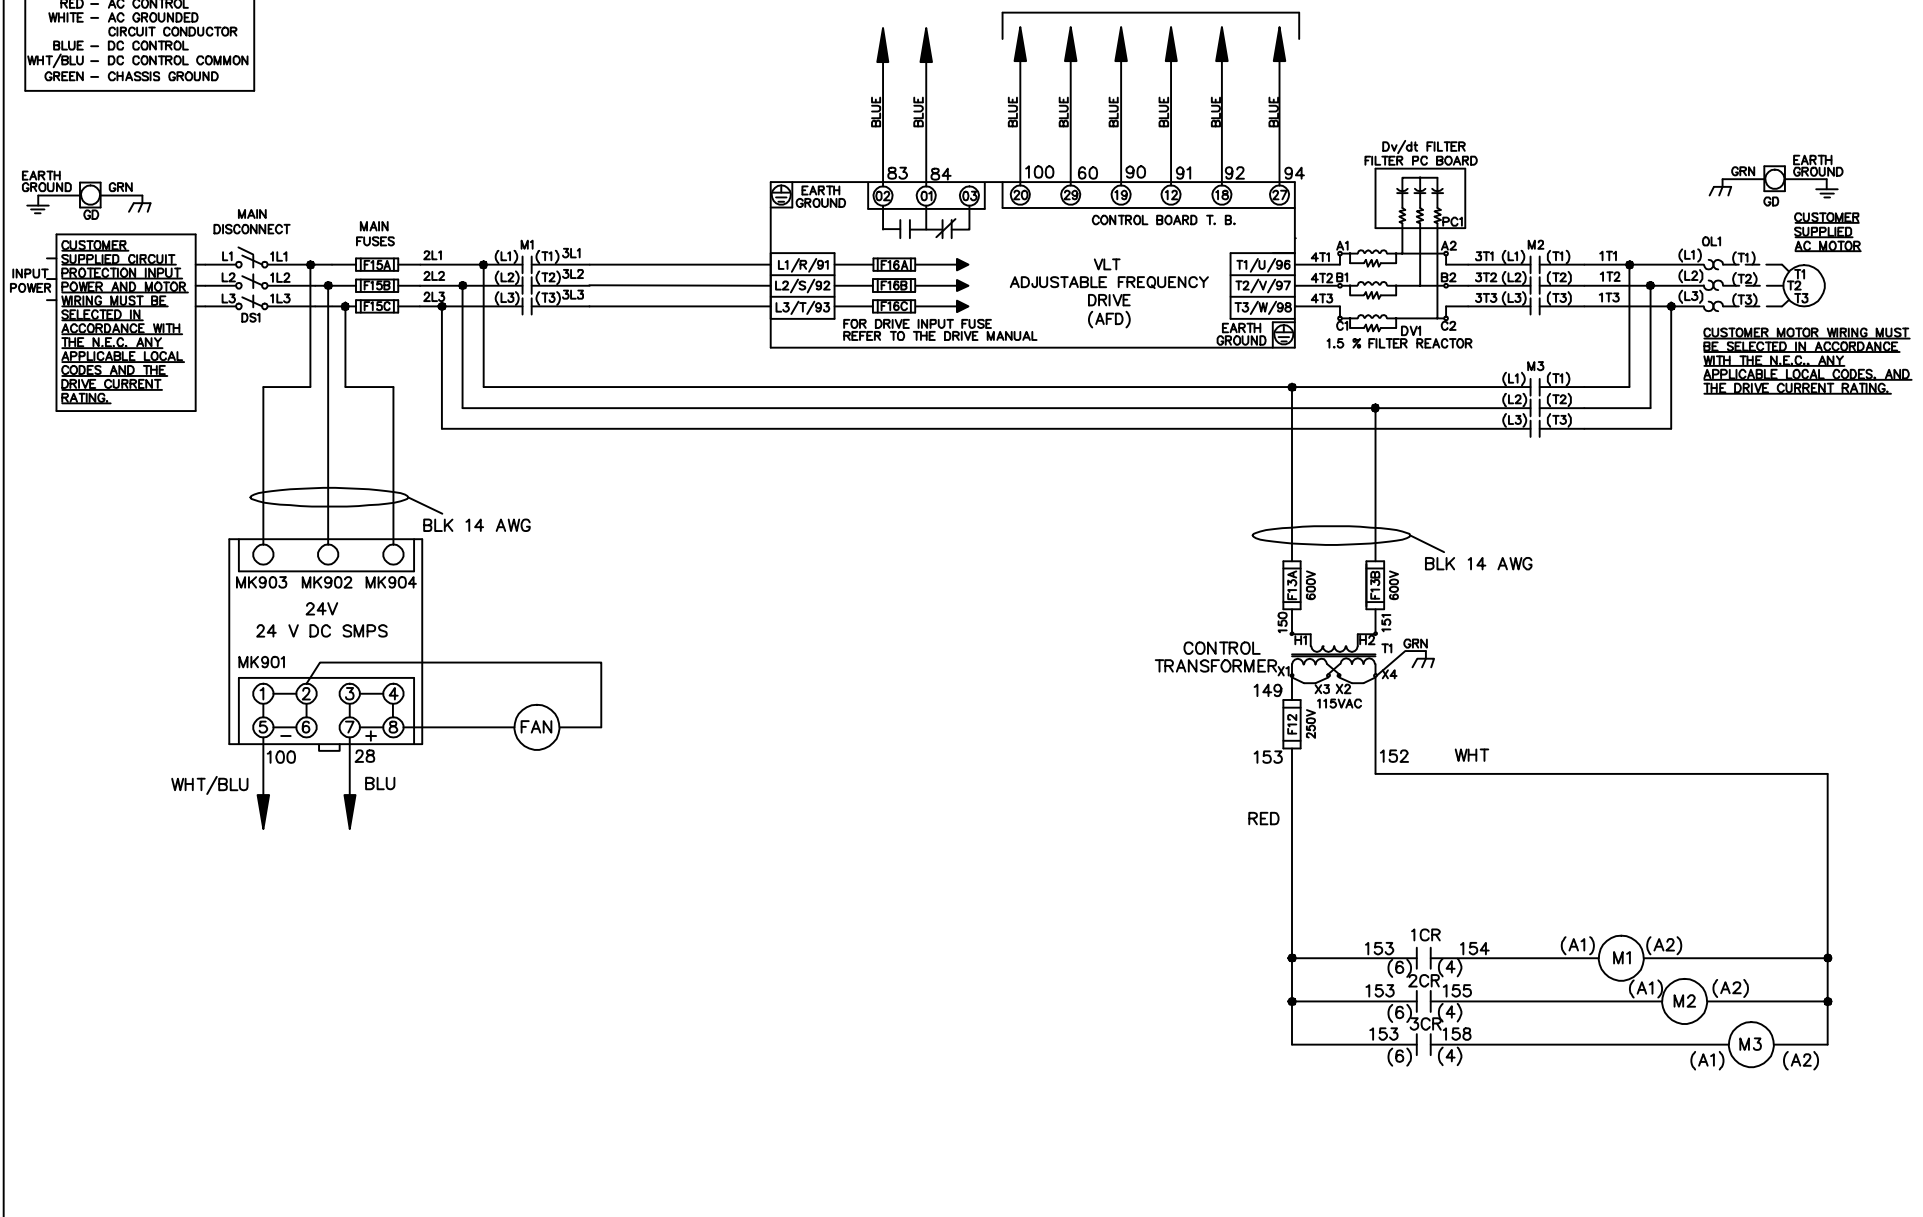 RED – AC CONTROL
WHITE – AC GROUNDED
CIRCUIT CONDUCTOR
BLUE – DC CONTROL
WHT/BLU – DC CONTROL COMMON
GREEN – CHASSIS GROUND
BLUE BLUE BLUE BLUE BLUE BLUE BLUE BLUE
EARTH
GROUND GRN
GD
MAIN
DISCONNECT
MAIN
FUSES
CUSTOMER
SUPPLIED CIRCUIT
PROTECTION INPUT
POWER AND MOTOR
WIRING MUST BE
SELECTED IN
ACCORDANCE WITH
THE N.E.C. ANY
APPLICABLE LOCAL
CODES AND THE
DRIVE CURRENT
RATING.
INPUT
POWER
L1 1L1 F15A 2L1
L2 1L2 F15B 2L2
L3 1L3 F15C 2L3
DS1
M1
(L1) (T1) 3L1
(L2) (T2) 3L2
(L3) (T3) 3L3
83 84 100 60 90 91 92 94
EARTH
GROUND
02 01 03 20 29 19 12 18 27
CONTROL BOARD T. B.
L1/R/91 F16A
L2/S/92 F16B
L3/T/93 F16C
VLT
ADJUSTABLE FREQUENCY
DRIVE
(AFD)
FOR DRIVE INPUT FUSE
REFER TO THE DRIVE MANUAL
T1/U/96
T2/V/97
T3/W/98
EARTH
GROUND
Dv/dt FILTER
FILTER PC BOARD
PC1
4T1 A1 A2
4T2 B1 B2
4T3
C1 DV1 C2
1.5 % FILTER REACTOR
M2
3T1 (L1) (T1) 1T1
3T2 (L2) (T2) 1T2
3T3 (L3) (T3) 1T3
OL1
(L1) (T1)
(L2) (T2)
(L3) (T3)
T1
T2
T3
GRN EARTH
GROUND
GD
CUSTOMER
SUPPLIED
AC MOTOR
CUSTOMER MOTOR WIRING MUST
BE SELECTED IN ACCORDANCE
WITH THE N.E.C., ANY
APPLICABLE LOCAL CODES, AND
THE DRIVE CURRENT RATING.
M3
(L1) (T1)
(L2) (T2)
(L3) (T3)
BLK 14 AWG
MK903 MK902 MK904
24V
24 V DC SMPS
MK901
1 2 3 4
5 – 6 7 + 8
FAN
100 28
WHT/BLU BLU
BLK 14 AWG
F13A 600V F13B 600V
150 151
H1 H2
T1 GRN
CONTROL
TRANSFORMER
X1 X3 X2 X4
115VAC
149
F12 250V
153 152 WHT
RED
1CR
153 154 (A1) M1 (A2)
(6) (4)
2CR
153 155 (A1) M2 (A2)
(6) (4)
3CR
153 158 M3
(6) (4) (A1) (A2)